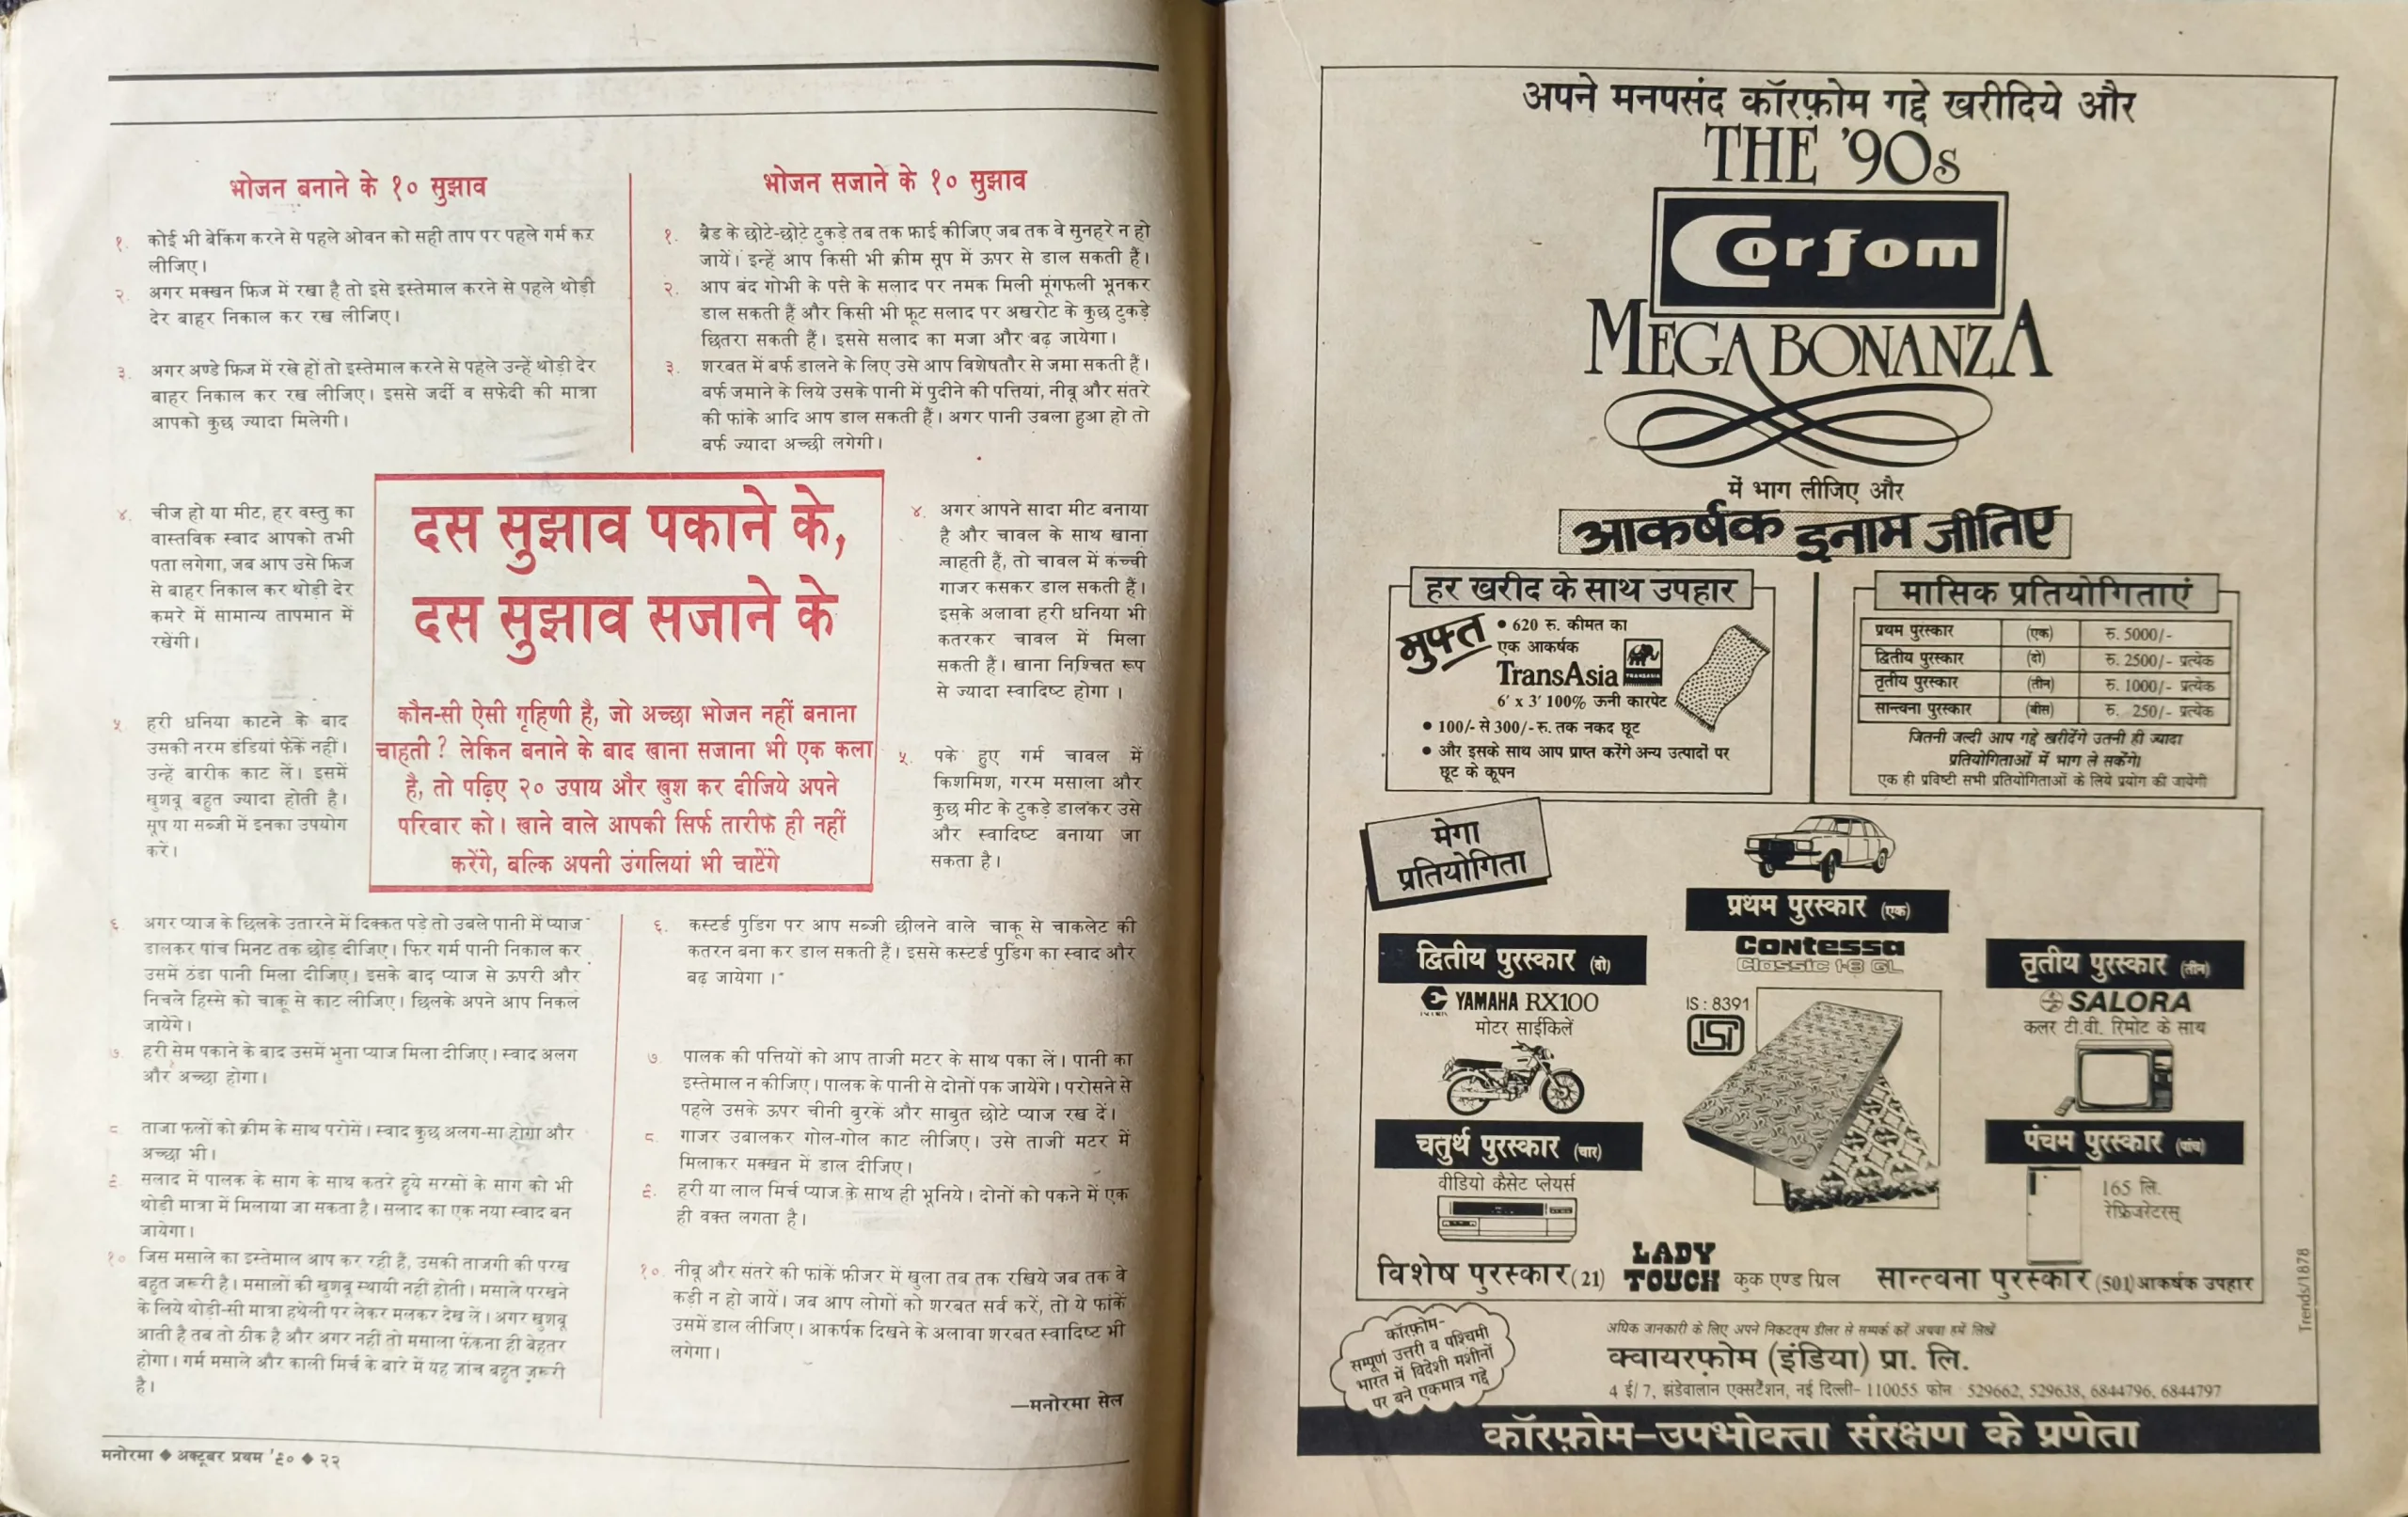 भोजन बनाने के १० सुझाव
१. कोई भी बेकिंग करने से पहले ओवन को सही ताप पर पहले गर्म कर
लीजिए।
२. अगर मक्खन फ्रिज में रखा है तो इसे इस्तेमाल करने से पहले थोड़ी
देर बाहर निकाल कर रख लीजिए।
३. अगर अण्डे फ्रिज में रखे हों तो इस्तेमाल करने से पहले उन्हें थोड़ी देर
बाहर निकाल कर रख लीजिए। इससे जर्दी व सफेदी की मात्रा
आपको कुछ ज्यादा मिलेगी।
४. चीज हो या मीट, हर वस्तु का
वास्तविक स्वाद आपको तभी
पता लगेगा, जब आप उसे फ्रिज
से बाहर निकाल कर थोड़ी देर
कमरे में सामान्य तापमान में
रखेंगी।
५. हरी धनिया काटने के बाद
उसकी नरम डंडियां फेंकें नहीं।
उन्हें बारीक काट लें। इसमें
खुशबू बहुत ज्यादा होती है।
सूप या सब्जी में इनका उपयोग
करें।
६. अगर प्याज के छिलके उतारने में दिक्कत पड़े तो उबले पानी में प्याज
डालकर पांच मिनट तक छोड़ दीजिए। फिर गर्म पानी निकाल कर
उसमें ठंडा पानी मिला दीजिए। इसके बाद प्याज से ऊपरी और
निचले हिस्से को चाकू से काट लीजिए। छिलके अपने आप निकल
जायेंगे।
७. हरी सेम पकाने के बाद उसमें भुना प्याज मिला दीजिए। स्वाद अलग
और अच्छा होगा।
८. ताजा फलों को क्रीम के साथ परोसें। स्वाद कुछ अलग-सा होगा और
अच्छा भी।
९. सलाद में पालक के साग के साथ कतरे हुये सरसों के साग को भी
थोडी मात्रा में मिलाया जा सकता है। सलाद का एक नया स्वाद बन
जायेगा।
१० जिस मसाले का इस्तेमाल आप कर रही हैं, उसकी ताजगी की परख
बहुत जरूरी है। मसालों की खुशबू स्थायी नहीं होती। मसाले परखने
के लिये थोड़ी-सी मात्रा हथेली पर लेकर मलकर देख लें। अगर खुशबू
आती है तब तो ठीक है और अगर नहीं तो मसाला फेंकना ही बेहतर
होगा। गर्म मसाले और काली मिर्च के बारे में यह जांच बहुत ज़रूरी
है।
दस सुझाव पकाने के,
दस सुझाव सजाने के
कौन-सी ऐसी गृहिणी है, जो अच्छा भोजन नहीं बनाना
चाहती ? लेकिन बनाने के बाद खाना सजाना भी एक कला
है, तो पढ़िए २० उपाय और खुश कर दीजिये अपने
परिवार को। खाने वाले आपकी सिर्फ तारीफ ही नहीं
करेंगे, बल्कि अपनी उंगलियां भी चाटेंगे
भोजन सजाने के १० सुझाव
१. ब्रेड के छोटे-छोटे टुकड़े तब तक फ्राई कीजिए जब तक वे सुनहरे न हो
जायें। इन्हें आप किसी भी क्रीम सूप में ऊपर से डाल सकती हैं।
२. आप बंद गोभी के पत्ते के सलाद पर नमक मिली मूंगफली भूनकर
डाल सकती हैं और किसी भी फ्रूट सलाद पर अखरोट के कुछ टुकड़े
छितरा सकती हैं। इससे सलाद का मजा और बढ़ जायेगा।
३. शरबत में बर्फ डालने के लिए उसे आप विशेषतौर से जमा सकती हैं।
बर्फ जमाने के लिये उसके पानी में पुदीने की पत्तियां, नीबू और संतरे
की फांके आदि आप डाल सकती हैं। अगर पानी उबला हुआ हो तो
बर्फ ज्यादा अच्छी लगेगी।
४. अगर आपने सादा मीट बनाया
है और चावल के साथ खाना
चाहती हैं, तो चावल में कच्ची
गाजर कसकर डाल सकती हैं।
इसके अलावा हरी धनिया भी
कतरकर चावल में मिला
सकती हैं। खाना निश्चित रूप
से ज्यादा स्वादिष्ट होगा ।
५. पके हुए गर्म चावल में
किशमिश, गरम मसाला और
कुछ मीट के टुकड़े डालकर उसे
और स्वादिष्ट बनाया जा
सकता है।
६. कस्टर्ड पुडिंग पर आप सब्जी छीलने वाले चाकू से चाकलेट की
कतरन बना कर डाल सकती हैं। इससे कस्टर्ड पुडिंग का स्वाद और
बढ़ जायेगा ।
७. पालक की पत्तियों को आप ताजी मटर के साथ पका लें। पानी का
इस्तेमाल न कीजिए। पालक के पानी से दोनों पक जायेंगे। परोसने से
पहले उसके ऊपर चीनी बुरकें और साबुत छोटे प्याज रख दें।
८. गाजर उबालकर गोल-गोल काट लीजिए। उसे ताजी मटर में
मिलाकर मक्खन में डाल दीजिए।
९. हरी या लाल मिर्च प्याज के साथ ही भूनिये। दोनों को पकने में एक
ही वक्त लगता है।
१०. नीबू और संतरे की फांकें फ्रीजर में खुला तब तक रखिये जब तक वे
कड़ी न हो जायें। जब आप लोगों को शरबत सर्व करें, तो ये फांकें
उसमें डाल लीजिए। आकर्षक दिखने के अलावा शरबत स्वादिष्ट भी
लगेगा।
—मनोरमा सेल
मनोरमा ◆ अक्टूबर प्रथम '९० ◆ २२
अपने मनपसंद कॉरफ़ोम गद्दे खरीदिये और
THE '90s
Corfom
MEGA BONANZA
में भाग लीजिए और
आकर्षक इनाम जीतिए
हर खरीद के साथ उपहार
मुफ्त
• 620 रु. कीमत का
एक आकर्षक
TransAsia
TRANSASIA
6' x 3' 100% ऊनी कारपेट
• 100/- से 300/-रु. तक नकद छूट
• और इसके साथ आप प्राप्त करेंगे अन्य उत्पादों पर
छूट के कूपन
मासिक प्रतियोगिताएं
प्रथम पुरस्कार (एक) रु. 5000/-
द्वितीय पुरस्कार (दो) रु. 2500/- प्रत्येक
तृतीय पुरस्कार (तीन) रु. 1000/- प्रत्येक
सान्त्वना पुरस्कार (बीस) रु. 250/- प्रत्येक
जितनी जल्दी आप गद्दे खरीदेंगे उतनी ही ज्यादा
प्रतियोगिताओं में भाग ले सकेंगे।
एक ही प्रविष्टी सभी प्रतियोगिताओं के लिये प्रयोग की जायेगी
मेगा
प्रतियोगिता
प्रथम पुरस्कार (एक)
Contessa
Classic 1·8 GL
द्वितीय पुरस्कार (दो)
YAMAHA RX100
मोटर साईकिलें
तृतीय पुरस्कार (तीन)
SALORA
कलर टी.वी. रिमोट के साथ
IS : 8391
ISI
चतुर्थ पुरस्कार (चार)
वीडियो कैसेट प्लेयर्स
पंचम पुरस्कार (पांच)
165 लि.
रेफ्रिजरेटरस्
विशेष पुरस्कार (21) LADY TOUCH कुक एण्ड ग्रिल
सान्त्वना पुरस्कार (501) आकर्षक उपहार
Trends/1878
कॉरफ़ोम-
सम्पूर्ण उत्तरी व पश्चिमी
भारत में विदेशी मशीनों
पर बने एकमात्र गद्दे
अधिक जानकारी के लिए अपने निकटतम डीलर से सम्पर्क करें अथवा हमें लिखें
क्वायरफ़ोम (इंडिया) प्रा. लि.
4 ई/ 7, झंडेवालान एक्सटैंशन, नई दिल्ली- 110055 फोन : 529662, 529638, 6844796, 6844797
कॉरफ़ोम–उपभोक्ता संरक्षण के प्रणेता